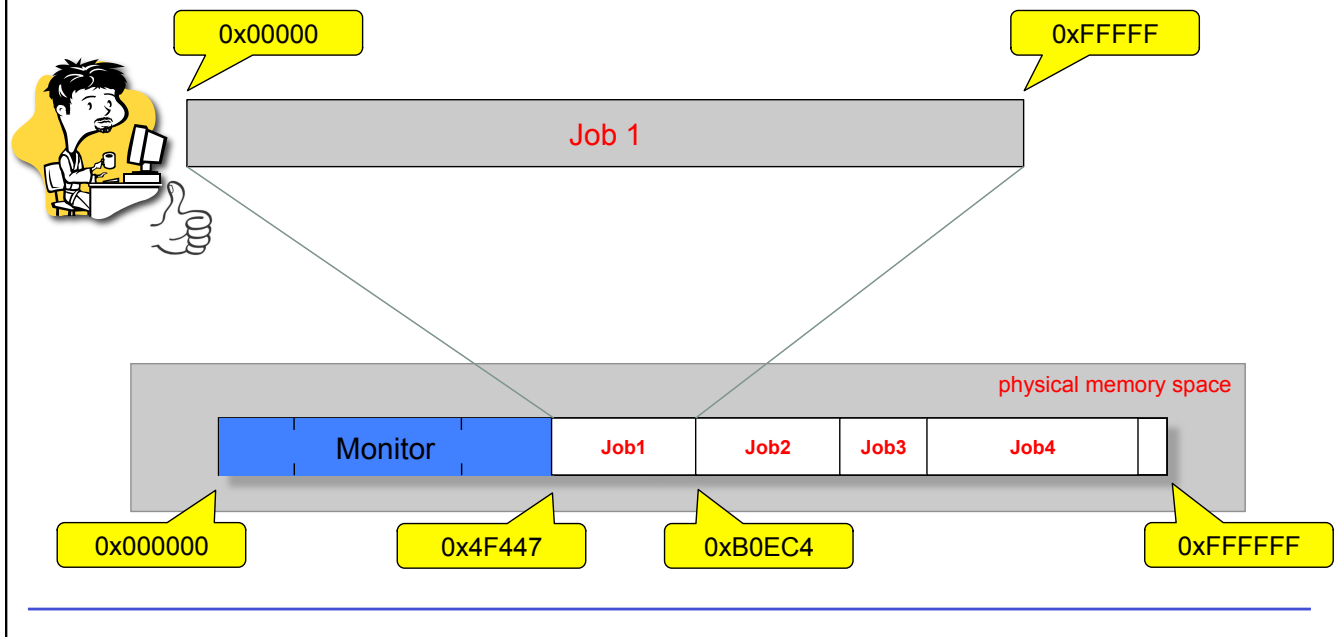 0x00000
0xFFFFF
Job 1
physical memory space
Monitor
Job1
Job2
Job3
Job4
0x000000
0x4F447
0xB0EC4
0xFFFFFF